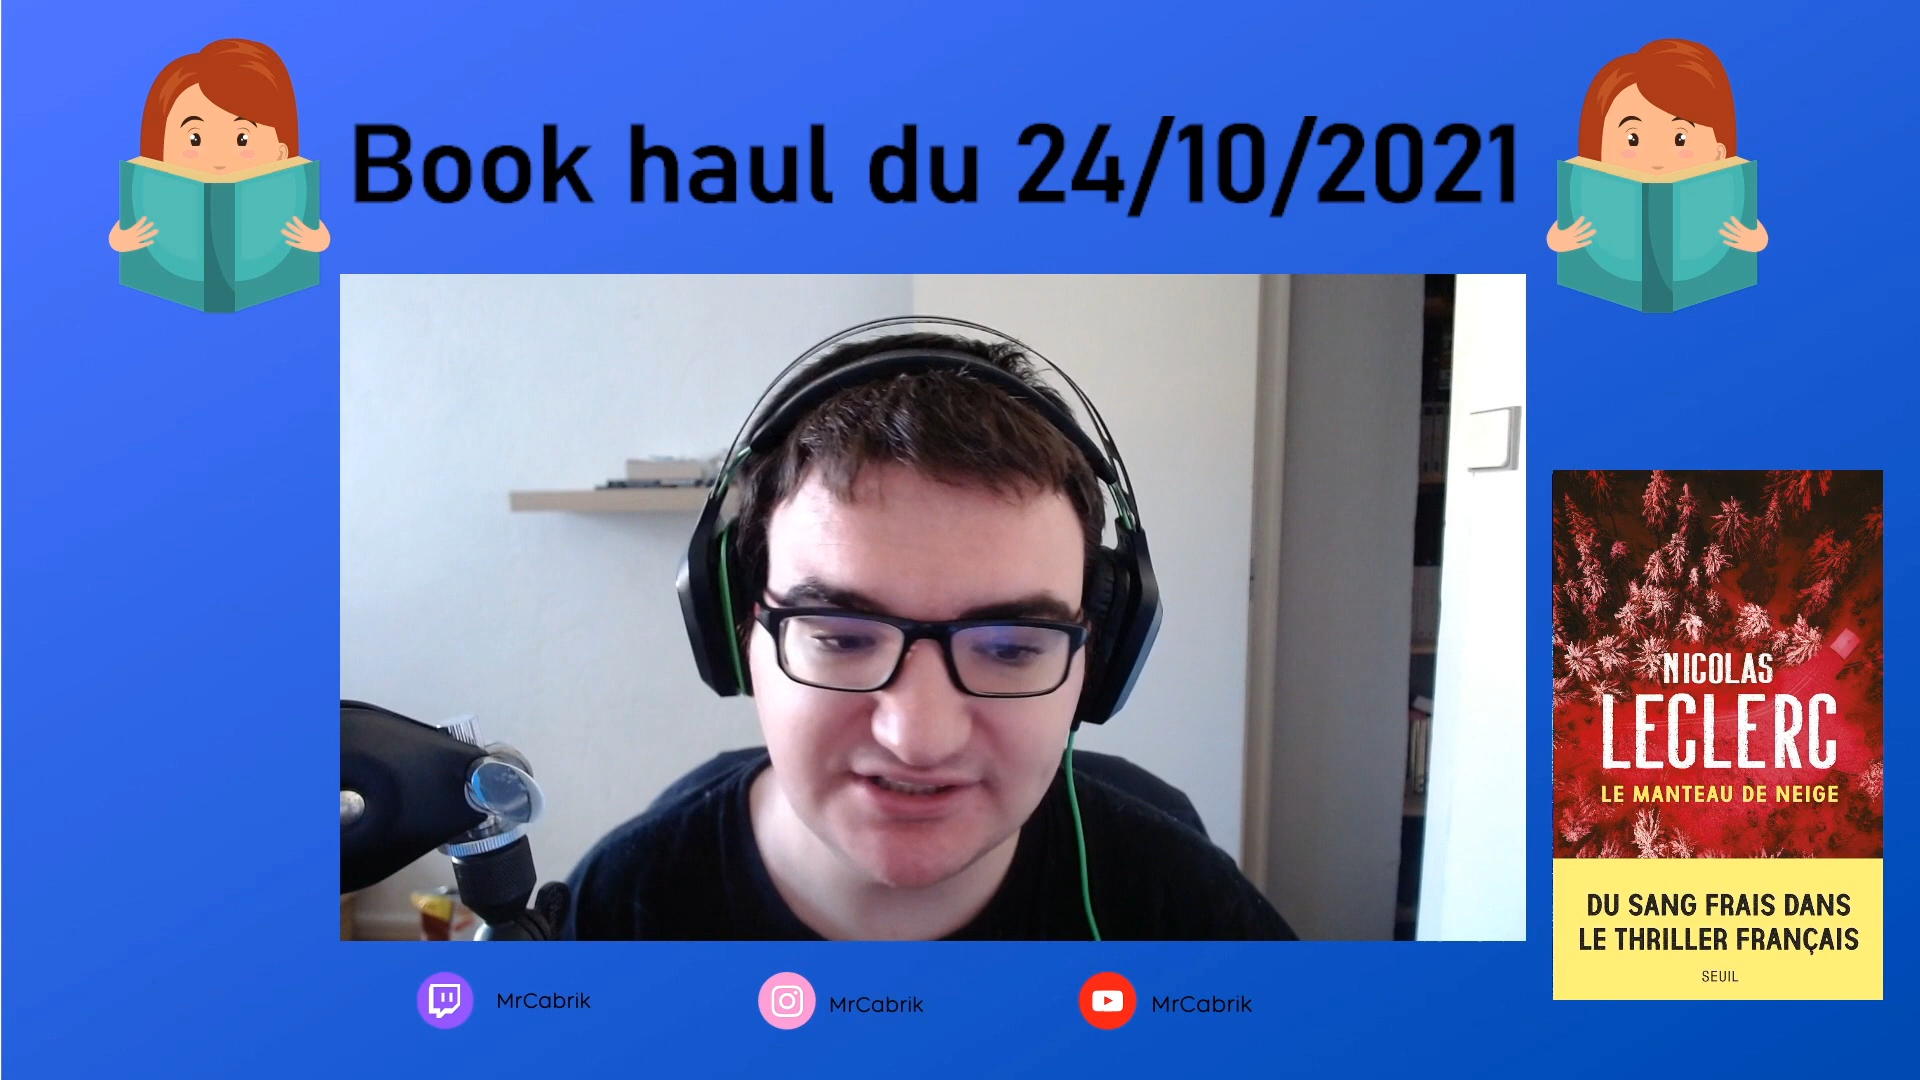 Book haul du 24/10/2021
NICOLAS
LECLERC
LE MANTEAU DE NEIGE
DU SANG FRAIS DANS
LE THRILLER FRANÇAIS
SEUIL
MrCabrik
MrCabrik
MrCabrik